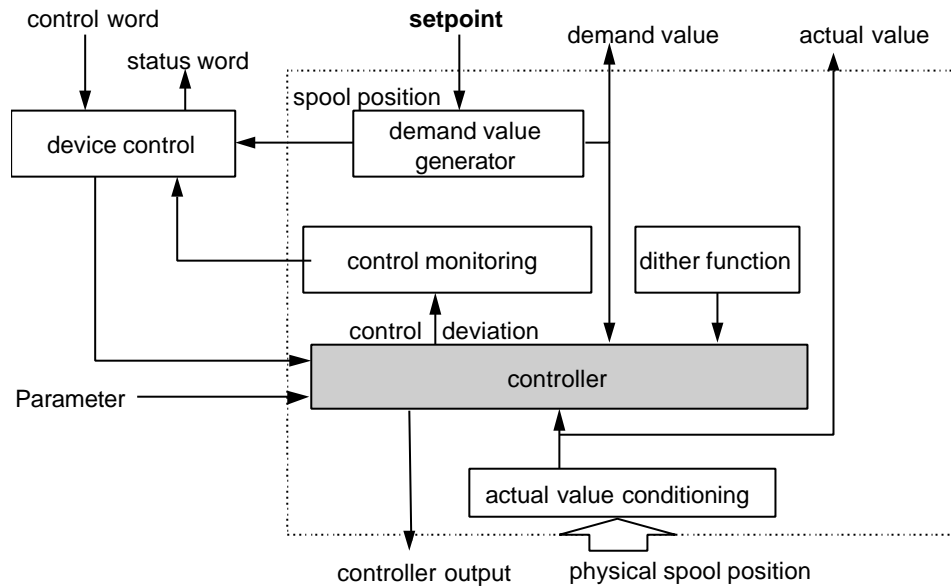 control word
setpoint
demand value
actual value
status word
spool position
device control
demand value
generator
control monitoring
dither function
control deviation
controller
Parameter
actual value conditioning
controller output
physical spool position